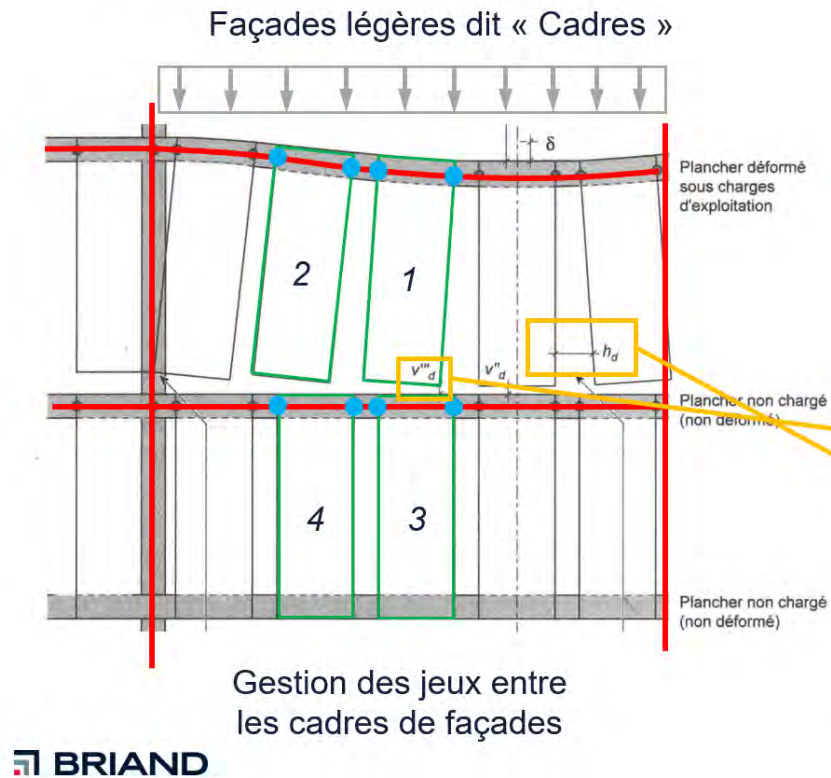 Façades légères dit « Cadres »
δ
Plancher déformé
sous charges
d'exploitation
2
1
h_d
v'''_d
v''_d
Plancher non chargé
(non déformé)
4
3
Plancher non chargé
(non déformé)
Gestion des jeux entre
les cadres de façades
BRIAND